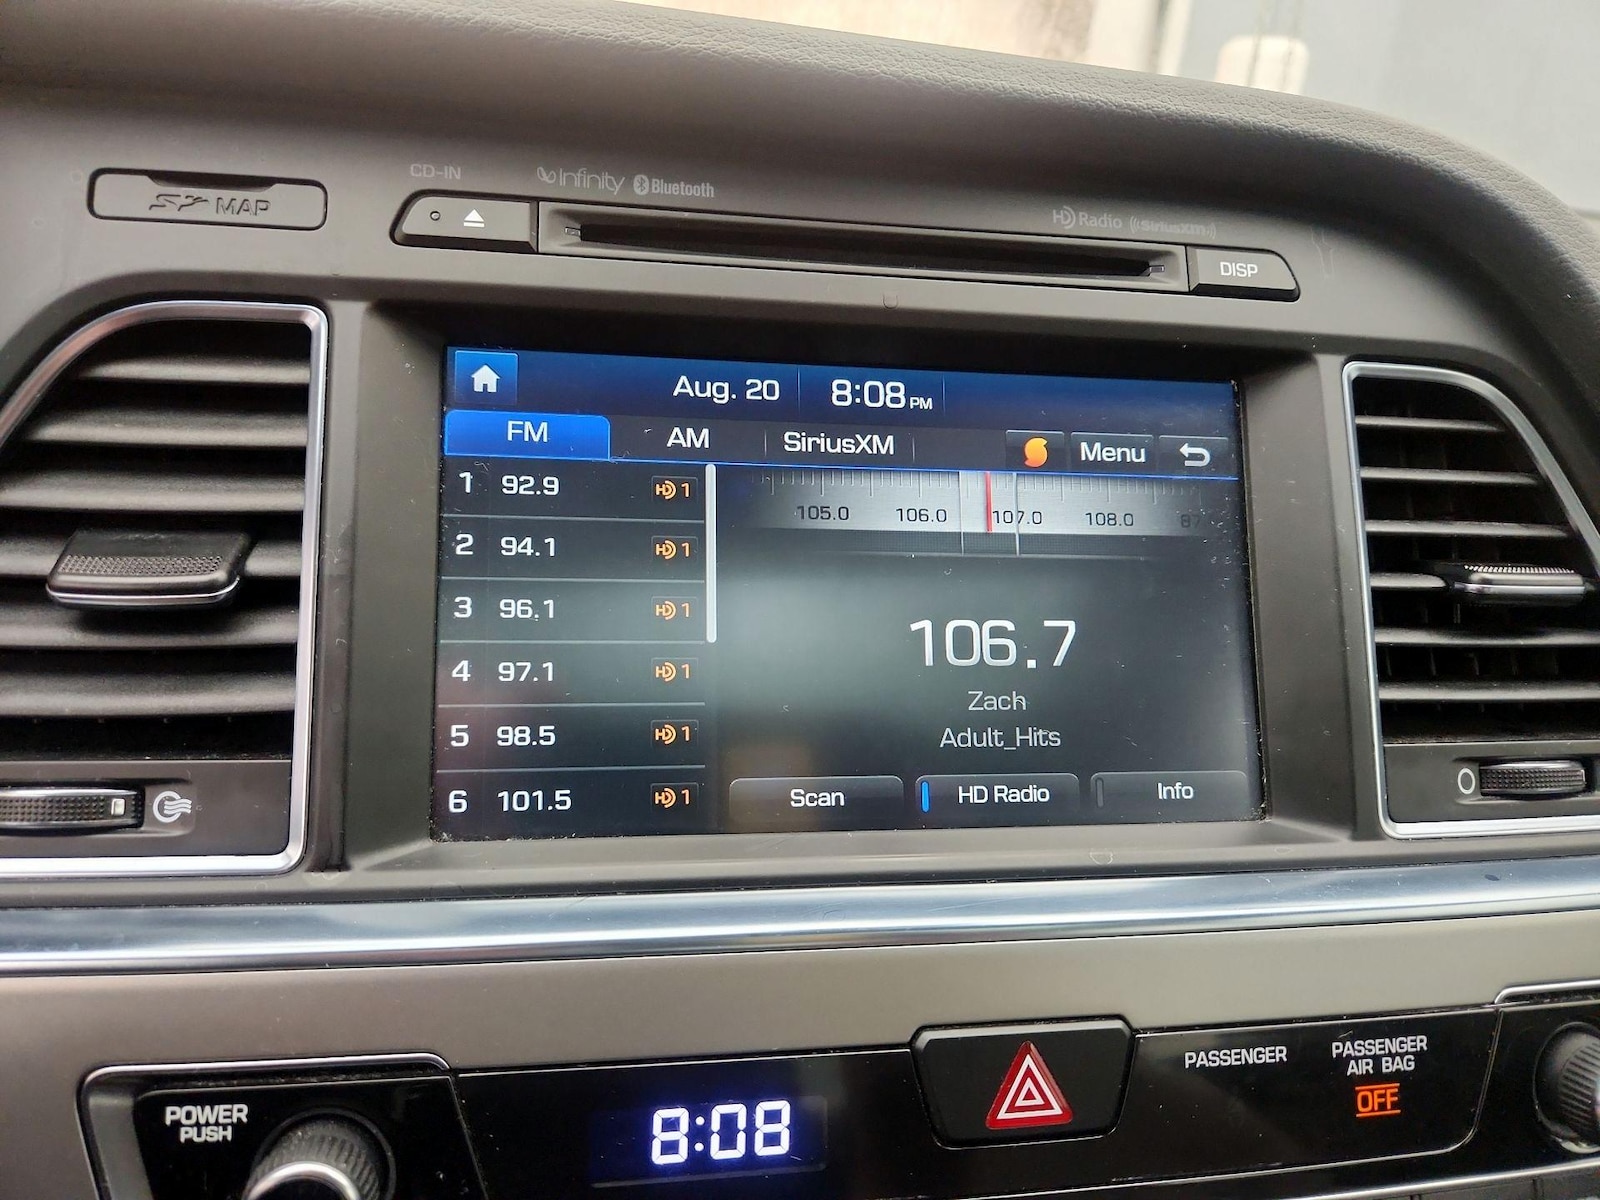 CD-IN
Infinity Bluetooth
HD Radio ((SiriusXM))
MAP
DISP
Aug. 20 8:08 PM
FM AM SiriusXM Menu
105.0 106.0 107.0 108.0 87
1 92.9 HD 1
2 94.1 HD 1
3 96.1 HD 1
4 97.1 HD 1
5 98.5 HD 1
6 101.5 HD 1
106.7
Zach
Adult_Hits
Scan HD Radio Info
POWER
PUSH
8:08
PASSENGER
PASSENGER
AIR BAG
OFF